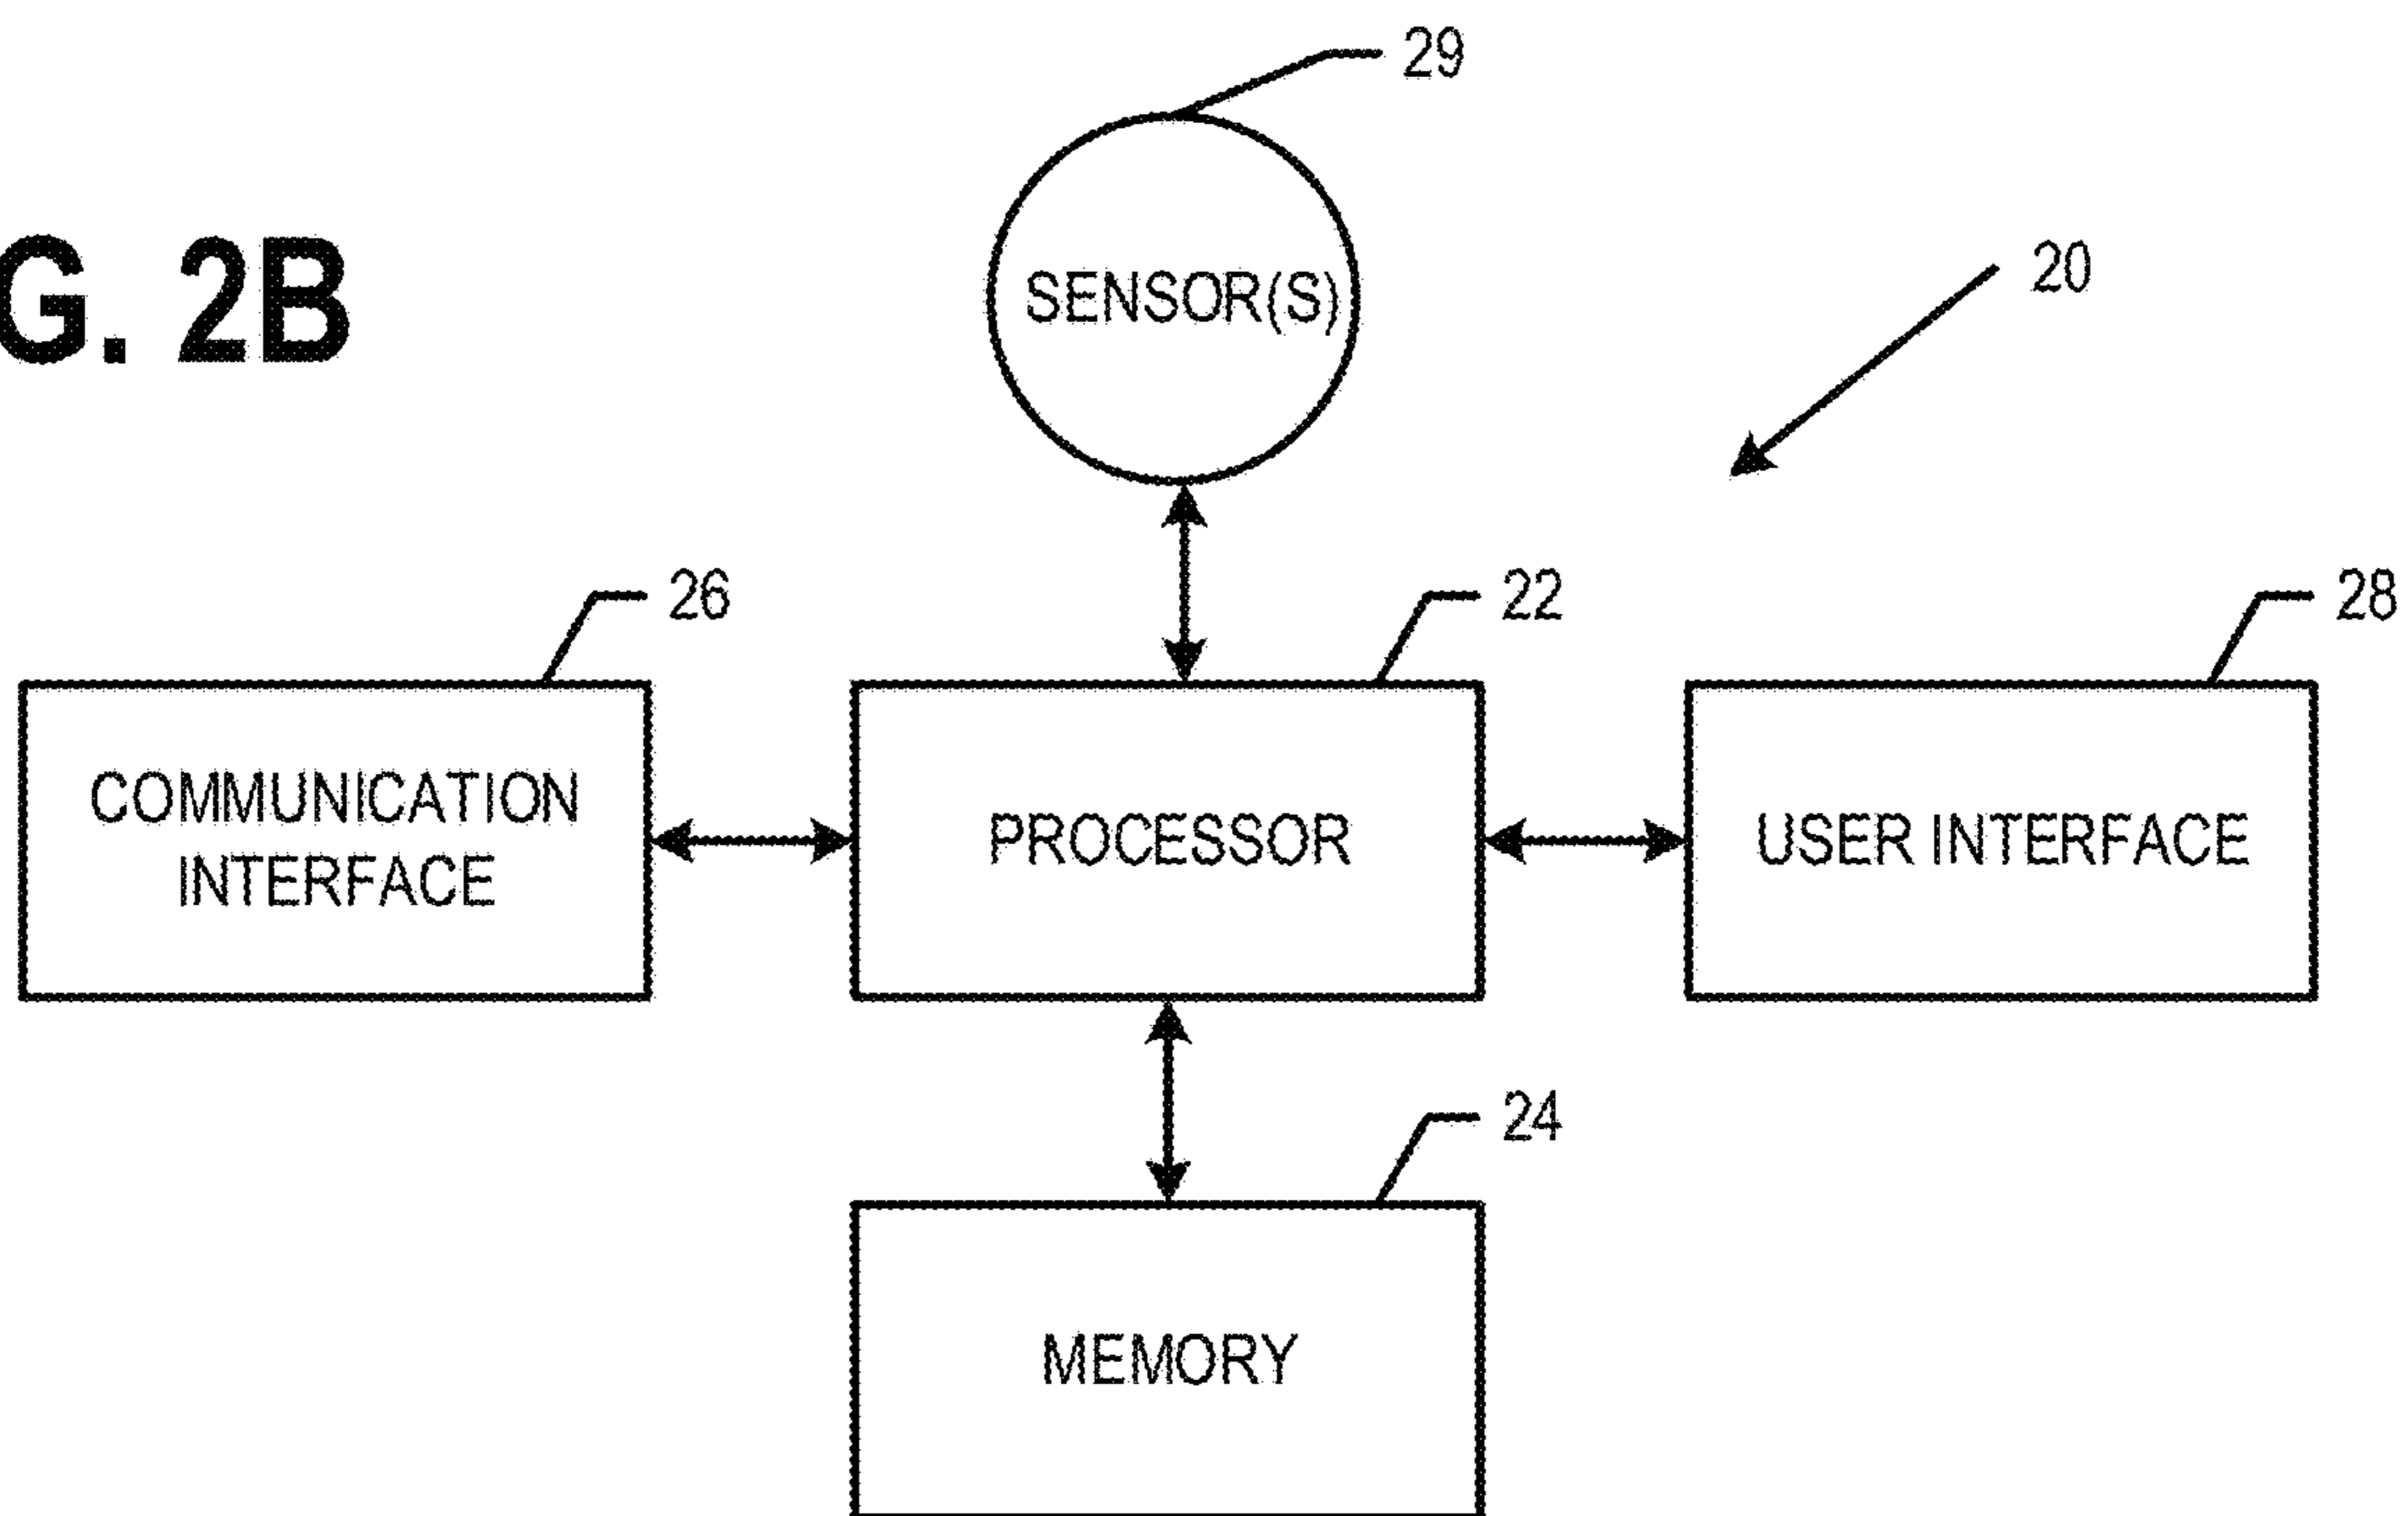 29
G. 2B
SENSOR(S)
20
26
22
28
COMMUNICATION
INTERFACE
PROCESSOR
USER INTERFACE
24
MEMORY